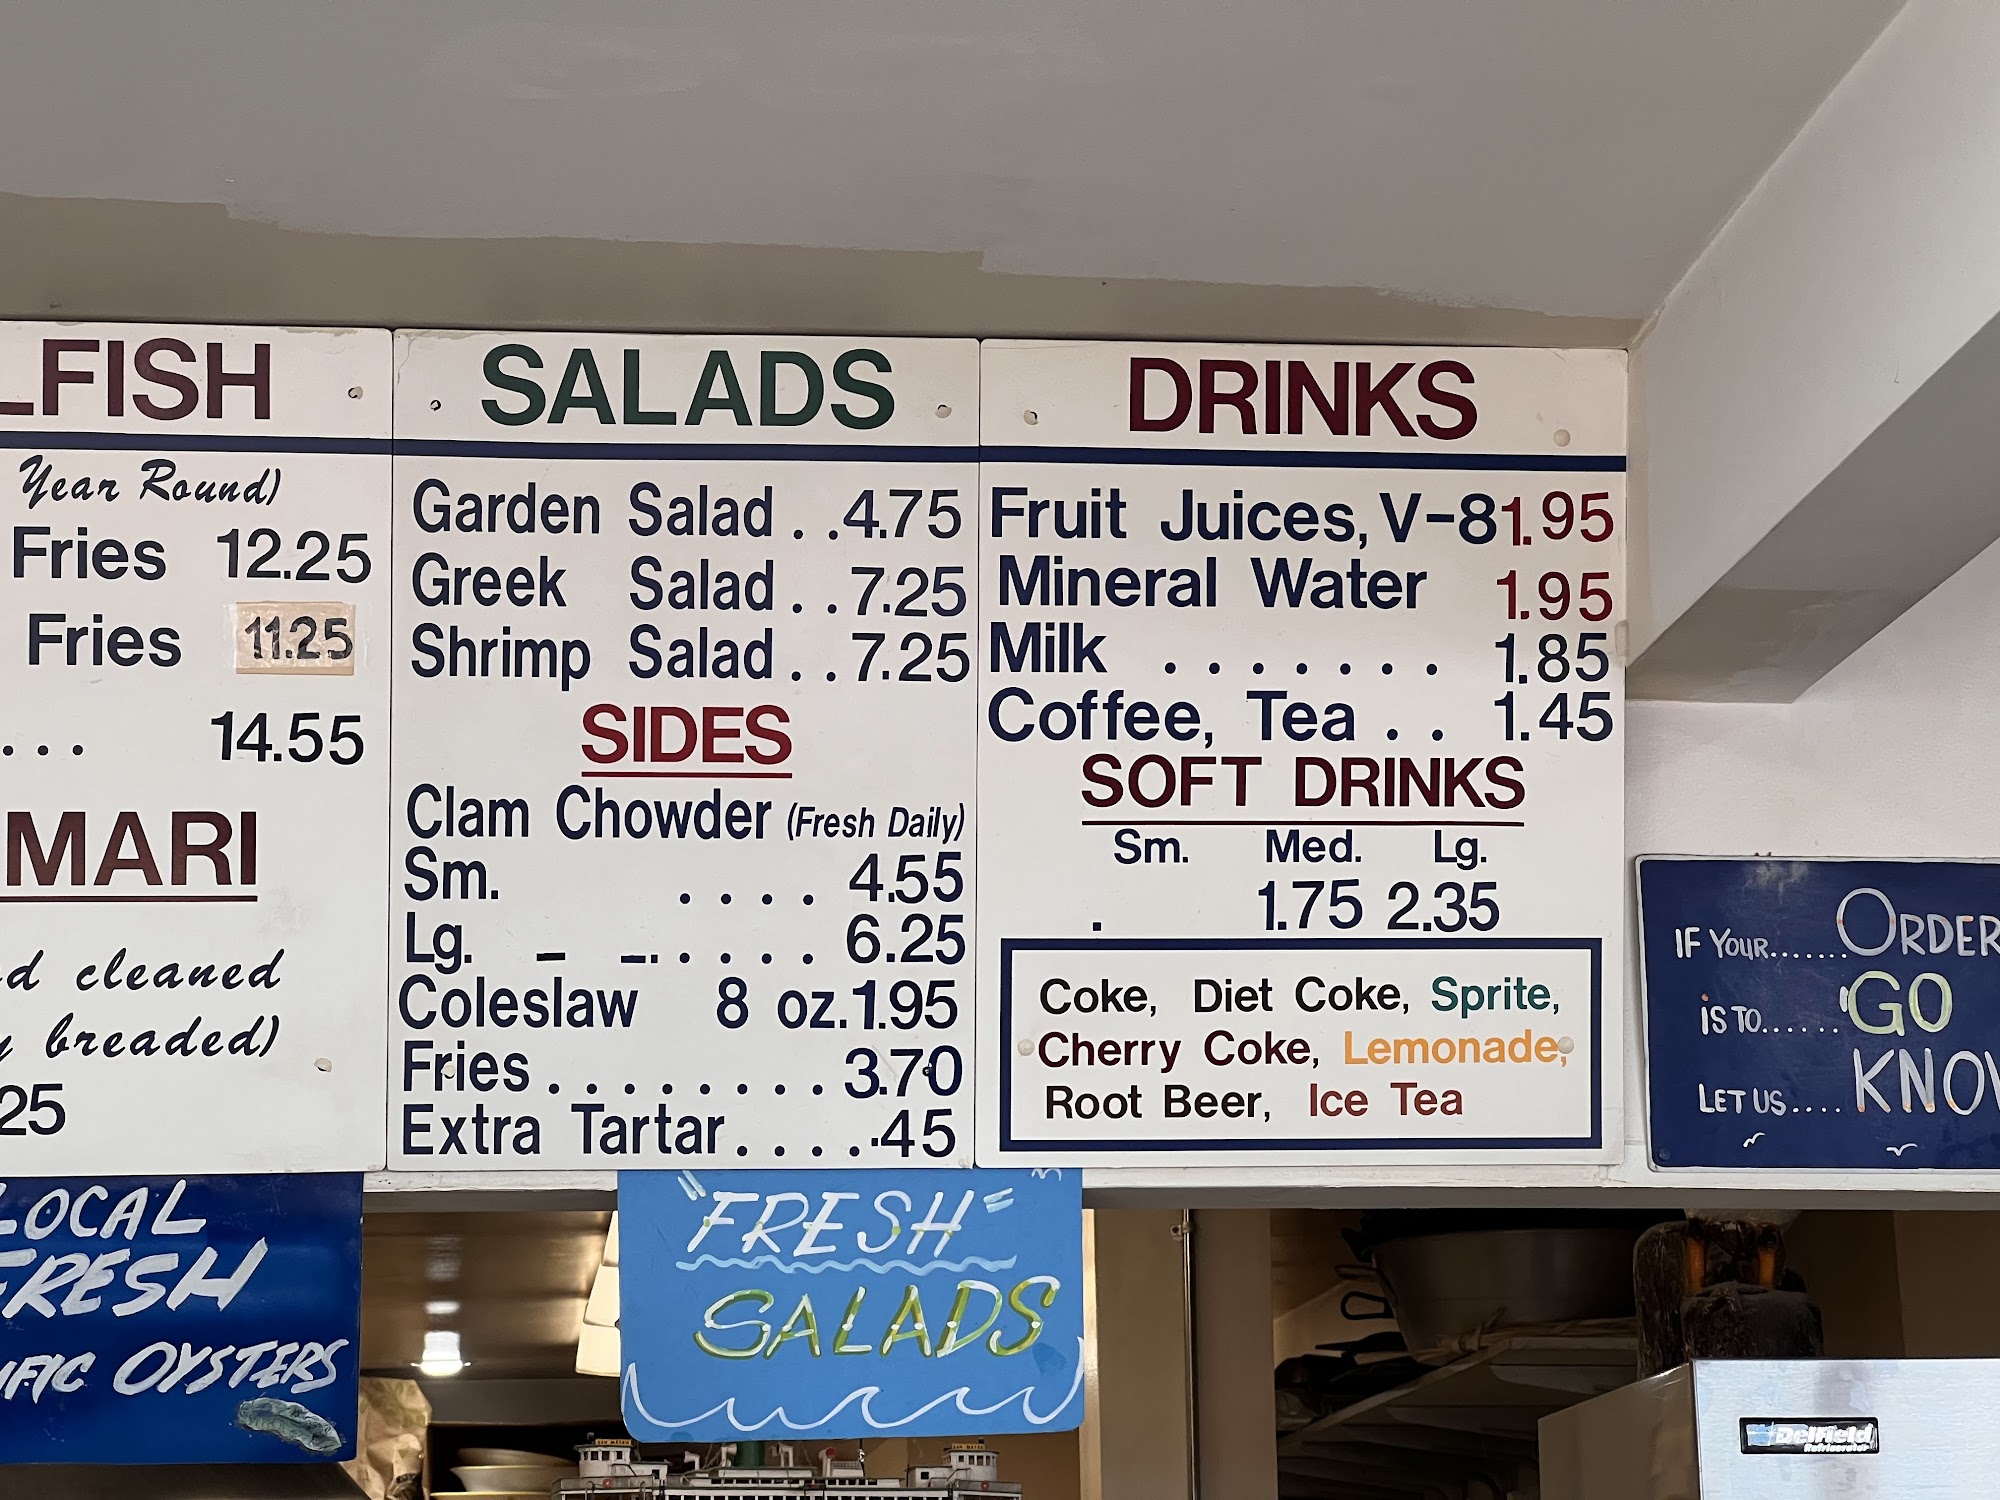 LFISH
Year Round)
Fries 12.25
Fries 11.25
... 14.55
MARI
d cleaned
y breaded)
25
SALADS
Garden Salad . . 4.75
Greek Salad . . 7.25
Shrimp Salad . . 7.25
SIDES
Clam Chowder (Fresh Daily)
Sm. . . . . 4.55
Lg. . . . . . 6.25
Coleslaw 8 oz. 1.95
Fries . . . . . . . . 3.70
Extra Tartar . . . . .45
DRINKS
Fruit Juices, V-8 1.95
Mineral Water 1.95
Milk . . . . . . . 1.85
Coffee, Tea . . 1.45
SOFT DRINKS
Sm. Med. Lg.
. 1.75 2.35
Coke, Diet Coke, Sprite,
Cherry Coke, Lemonade,
Root Beer, Ice Tea
IF YOUR.......ORDER
IS TO......'GO
LET US....KNOW
LOCAL
FRESH
IFIC OYSTERS
"FRESH"
SALADS
Delfield
Refrigerator